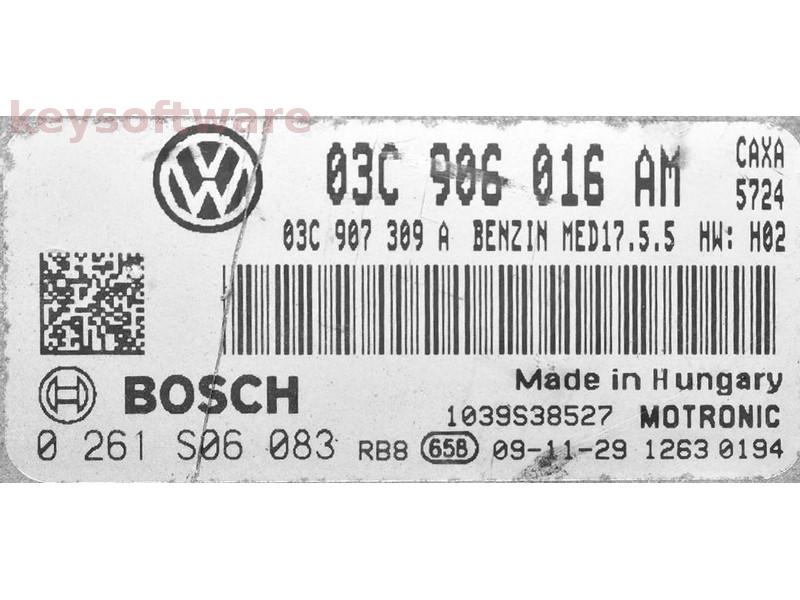 keysoftware
03C 906 016 AM
CAXA
5724
03C 907 309 A BENZIN MED17.5.5 HW: H02
BOSCH
Made in Hungary
1039S38527 MOTRONIC
0 261 S06 083 RB8 65B 09-11-29 1263 0194